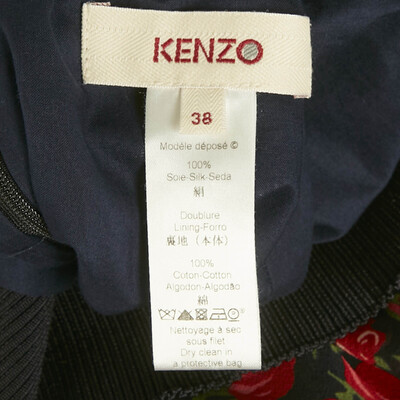 KENZO
38
Modèle déposé ©
100%
Soie-Silk-Seda
絹
Doublure
Lining-Forro
裏地(本体)
100%
Coton-Cotton
Algodon-Algodão
綿
Nettoyage à sec
sous filet
Dry clean in
a protective bag